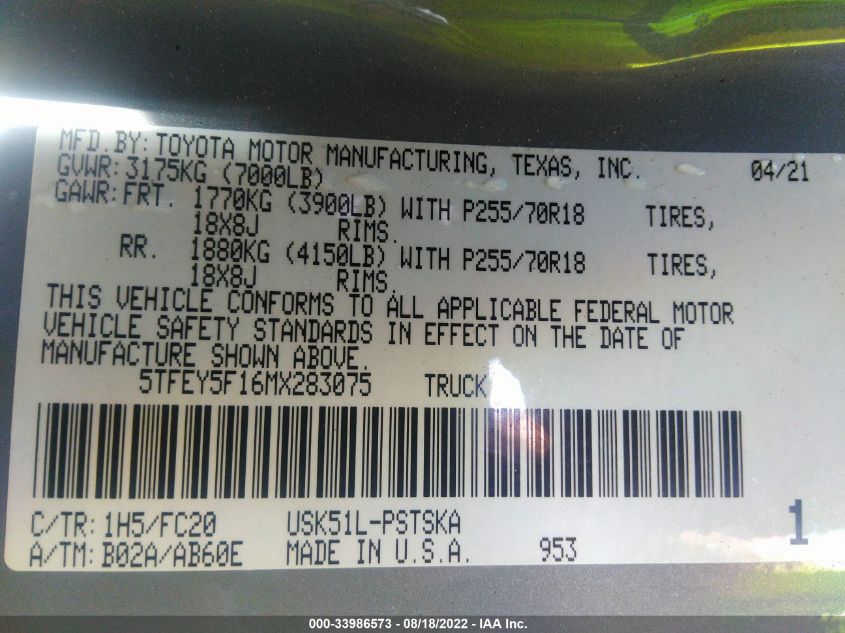 MFD.BY: TOYOTA MOTOR MANUFACTURING, TEXAS, INC. 04/21
GVWR: 3175KG (7000LB)
GAWR: FRT. 1770KG (3900LB) WITH P255/70R18 TIRES,
18X8J RIMS.
RR. 1880KG (4150LB) WITH P255/70R18 TIRES,
18X8J RIMS.
THIS VEHICLE CONFORMS TO ALL APPLICABLE FEDERAL MOTOR
VEHICLE SAFETY STANDARDS IN EFFECT ON THE DATE OF
MANUFACTURE SHOWN ABOVE.
5TFEY5F16MX283075 TRUCK
C/TR: 1H5/FC20 USK51L-PSTSKA 1
A/TM: B02A/AB60E MADE IN U.S.A. 953
000-33986573 - 08/18/2022 - IAA Inc.